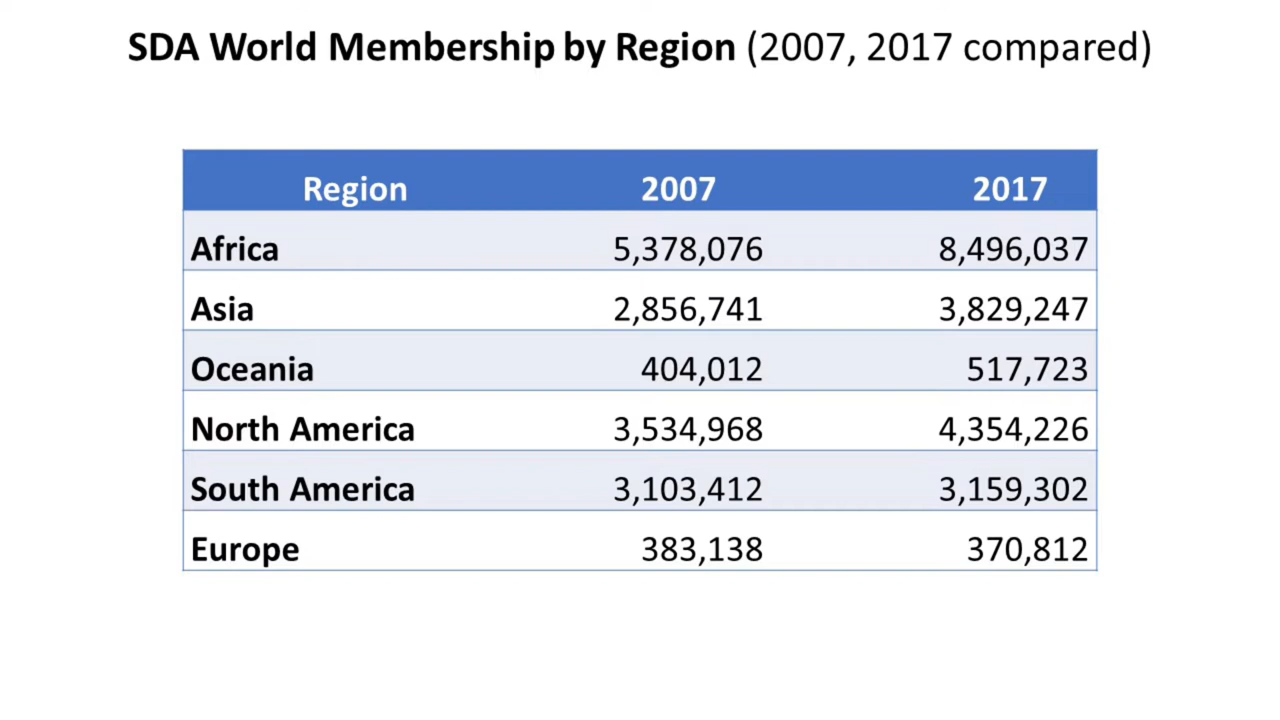 SDA World Membership by Region (2007, 2017 compared)
Region 2007 2017
Africa 5,378,076 8,496,037
Asia 2,856,741 3,829,247
Oceania 404,012 517,723
North America 3,534,968 4,354,226
South America 3,103,412 3,159,302
Europe 383,138 370,812